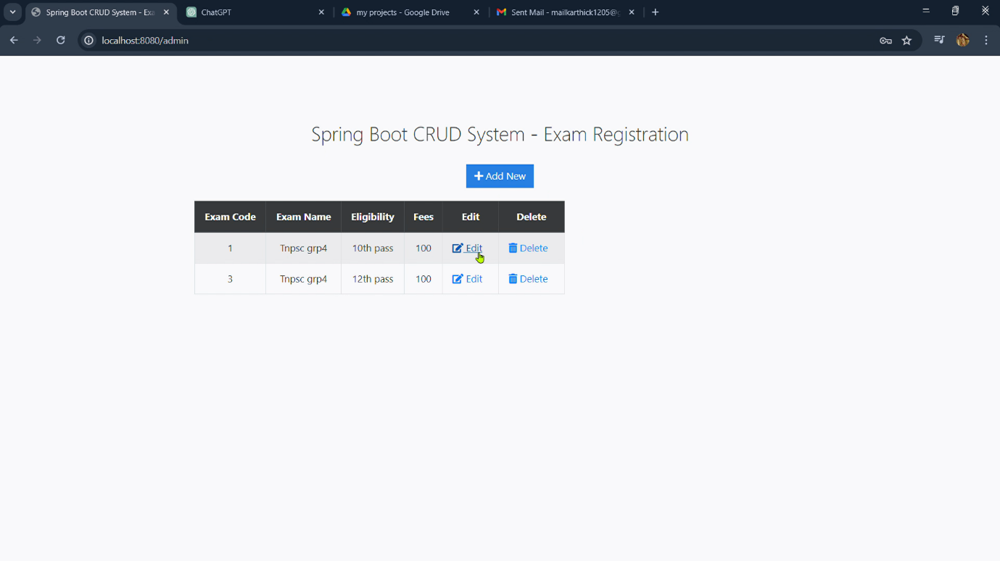 Spring Boot CRUD System - Exa
ChatGPT
my projects - Google Drive
Sent Mail - mailkarthick1205@g
localhost:8080/admin
Spring Boot CRUD System - Exam Registration
Add New
Exam Code Exam Name Eligibility Fees Edit Delete
1 Tnpsc grp4 10th pass 100 Edit Delete
3 Tnpsc grp4 12th pass 100 Edit Delete